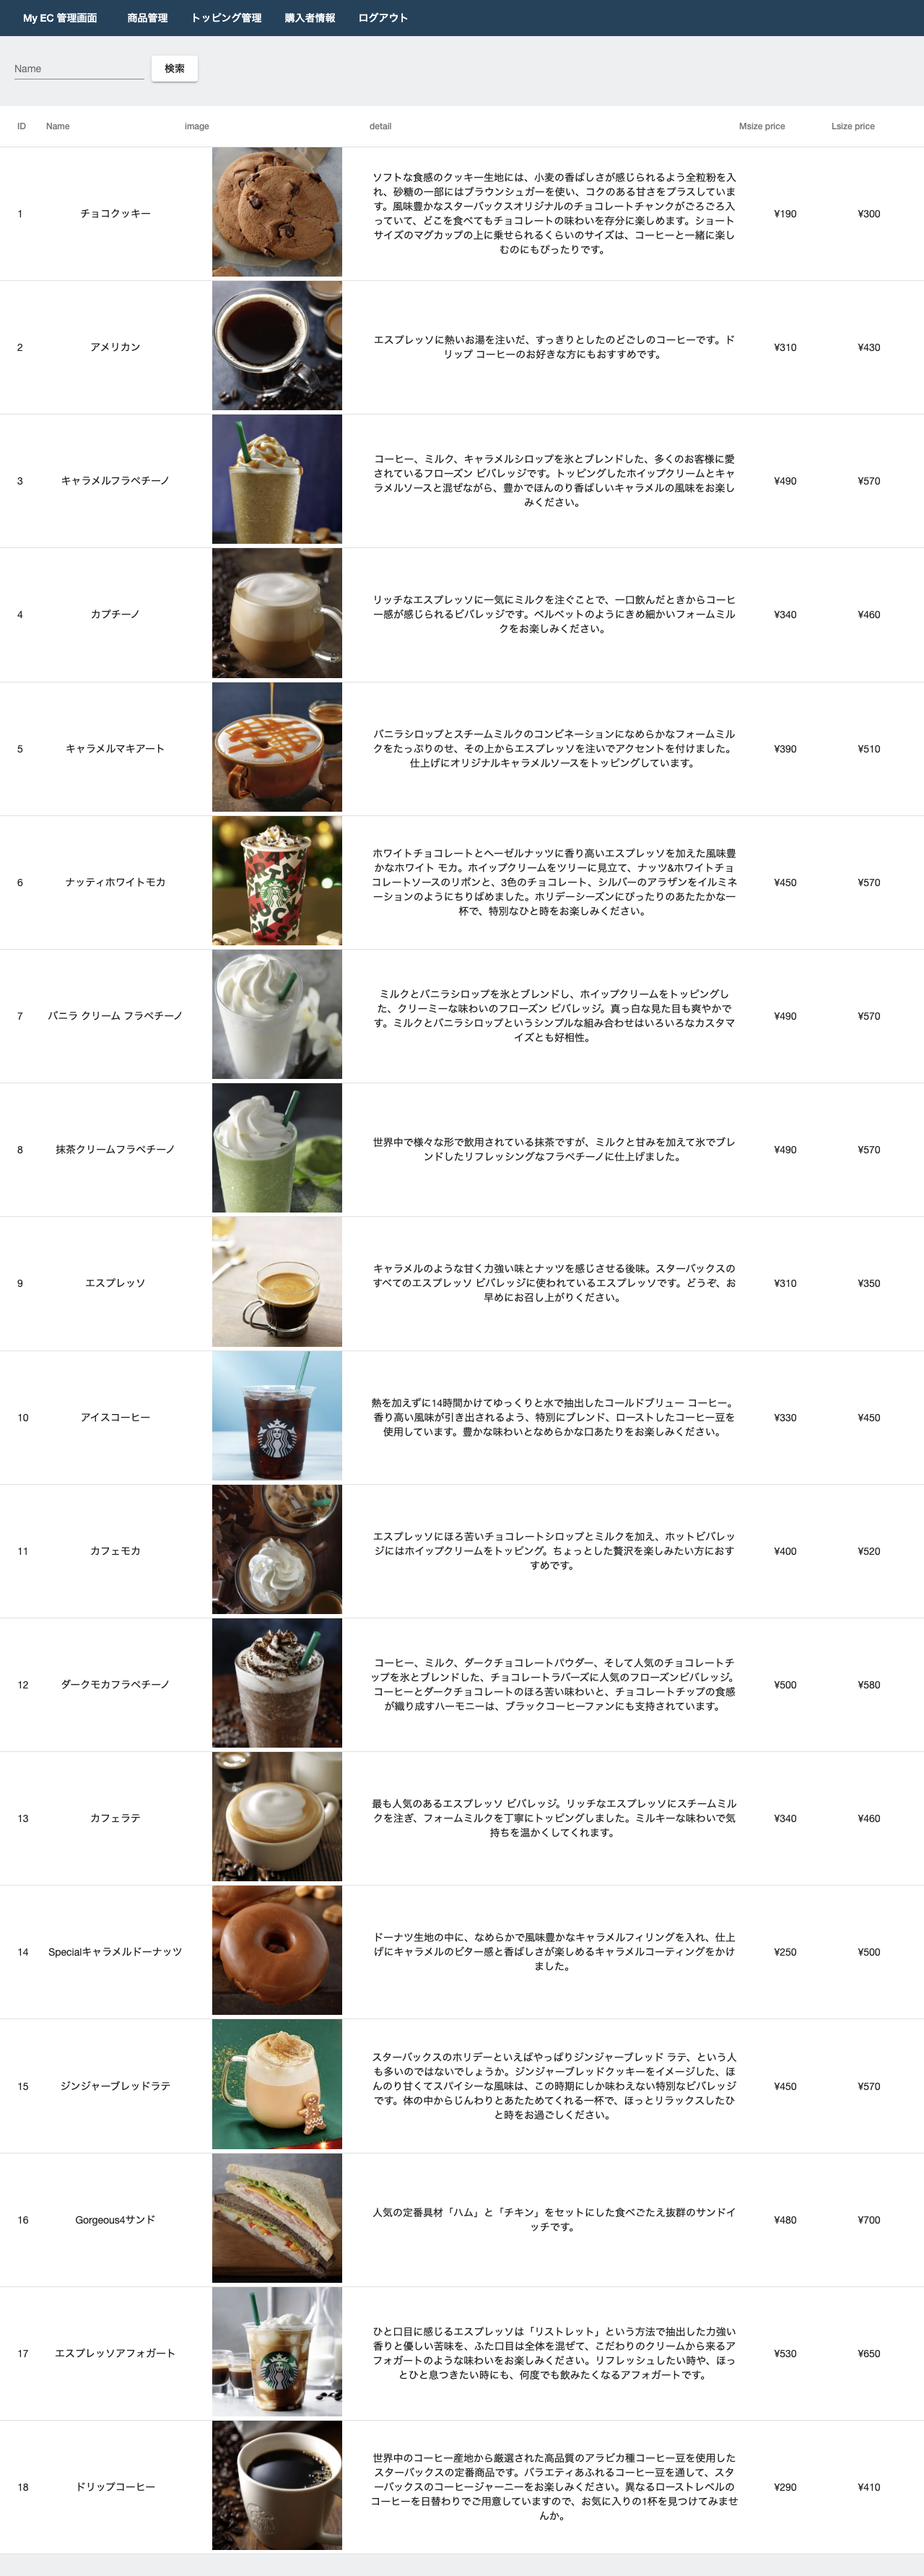 My EC 管理画面 商品管理 トッピング管理 購入者情報 ログアウト
Name 検索
ID Name image detail Msize price Lsize price
1 チョコクッキー
ソフトな食感のクッキー生地には、小麦の香ばしさが感じられるよう全粒粉を入
れ、砂糖の一部にはブラウンシュガーを使い、コクのある甘さをプラスしていま
す。風味豊かなスターバックスオリジナルのチョコレートチャンクがごろごろ入
っていて、どこを食べてもチョコレートの味わいを存分に楽しめます。ショート
サイズのマグカップの上に乗せられるくらいのサイズは、コーヒーと一緒に楽し
むのにもぴったりです。
¥190 ¥300
2 アメリカン
エスプレッソに熱いお湯を注いだ、すっきりとしたのどごしのコーヒーです。ド
リップ コーヒーのお好きな方にもおすすめです。
¥310 ¥430
3 キャラメルフラペチーノ
コーヒー、ミルク、キャラメルシロップを氷とブレンドした、多くのお客様に愛
されているフローズン ビバレッジです。トッピングしたホイップクリームとキャ
ラメルソースと混ぜながら、豊かでほんのり香ばしいキャラメルの風味をお楽し
みください。
¥490 ¥570
4 カプチーノ
リッチなエスプレッソに一気にミルクを注ぐことで、一口飲んだときからコーヒ
ー感が感じられるビバレッジです。ベルベットのようにきめ細かいフォームミル
クをお楽しみください。
¥340 ¥460
5 キャラメルマキアート
バニラシロップとスチームミルクのコンビネーションになめらかなフォームミル
クをたっぷりのせ、その上からエスプレッソを注いでアクセントを付けました。
仕上げにオリジナルキャラメルソースをトッピングしています。
¥390 ¥510
6 ナッティホワイトモカ
ホワイトチョコレートとヘーゼルナッツに香り高いエスプレッソを加えた風味豊
かなホワイト モカ。ホイップクリームをツリーに見立て、ナッツ&ホワイトチョ
コレートソースのリボンと、3色のチョコレート、シルバーのアラザンをイルミネ
ーションのようにちりばめました。ホリデーシーズンにぴったりのあたたかな一
杯で、特別なひと時をお楽しみください。
¥450 ¥570
7 バニラ クリーム フラペチーノ
ミルクとバニラシロップを氷とブレンドし、ホイップクリームをトッピングし
た、クリーミーな味わいのフローズン ビバレッジ。真っ白な見た目も爽やかで
す。ミルクとバニラシロップというシンプルな組み合わせはいろいろなカスタマ
イズとも好相性。
¥490 ¥570
8 抹茶クリームフラペチーノ
世界中で様々な形で飲用されている抹茶ですが、ミルクと甘みを加えて氷でブレ
ンドしたリフレッシングなフラペチーノに仕上げました。
¥490 ¥570
9 エスプレッソ
キャラメルのような甘く力強い味とナッツを感じさせる後味。スターバックスの
すべてのエスプレッソ ビバレッジに使われているエスプレッソです。どうぞ、お
早めにお召し上がりください。
¥310 ¥350
10 アイスコーヒー
熱を加えずに14時間かけてゆっくりと水で抽出したコールドブリュー コーヒー。
香り高い風味が引き出されるよう、特別にブレンド、ローストしたコーヒー豆を
使用しています。豊かな味わいとなめらかな口あたりをお楽しみください。
¥330 ¥450
11 カフェモカ
エスプレッソにほろ苦いチョコレートシロップとミルクを加え、ホットビバレッ
ジにはホイップクリームをトッピング。ちょっとした贅沢を楽しみたい方におす
すめです。
¥400 ¥520
12 ダークモカフラペチーノ
コーヒー、ミルク、ダークチョコレートパウダー、そして人気のチョコレートチ
ップを氷とブレンドした、チョコレートラバーズに人気のフローズンビバレッジ。
コーヒーとダークチョコレートのほろ苦い味わいと、チョコレートチップの食感
が織り成すハーモニーは、ブラックコーヒーファンにも支持されています。
¥500 ¥580
13 カフェラテ
最も人気のあるエスプレッソ ビバレッジ。リッチなエスプレッソにスチームミル
クを注ぎ、フォームミルクを丁寧にトッピングしました。ミルキーな味わいで気
持ちを温かくしてくれます。
¥340 ¥460
14 Specialキャラメルドーナッツ
ドーナツ生地の中に、なめらかで風味豊かなキャラメルフィリングを入れ、仕上
げにキャラメルのビター感と香ばしさが楽しめるキャラメルコーティングをかけ
ました。
¥250 ¥500
15 ジンジャーブレッドラテ
スターバックスのホリデーといえばやっぱりジンジャーブレッド ラテ、という人
も多いのではないでしょうか。ジンジャーブレッドクッキーをイメージした、ほ
んのり甘くてスパイシーな風味は、この時期にしか味わえない特別なビバレッジ
です。体の中からじんわりとあたためてくれる一杯で、ほっとリラックスしたひ
と時をお過ごしください。
¥450 ¥570
16 Gorgeous4サンド
人気の定番具材「ハム」と「チキン」をセットにした食べごたえ抜群のサンドイ
ッチです。
¥480 ¥700
17 エスプレッソアフォガート
ひと口目に感じるエスプレッソは「リストレット」という方法で抽出した力強い
香りと優しい苦味を、ふた口目は全体を混ぜて、こだわりのクリームから来るア
フォガートのような味わいをお楽しみください。リフレッシュしたい時や、ほっ
とひと息つきたい時にも、何度でも飲みたくなるアフォガートです。
¥530 ¥650
18 ドリップコーヒー
世界中のコーヒー産地から厳選された高品質のアラビカ種コーヒー豆を使用した
スターバックスの定番商品です。バラエティあふれるコーヒー豆を通して、スタ
ーバックスのコーヒージャーニーをお楽しみください。異なるローストレベルの
コーヒーを日替わりでご用意していますので、お気に入りの1杯を見つけてみませ
んか。
¥290 ¥410